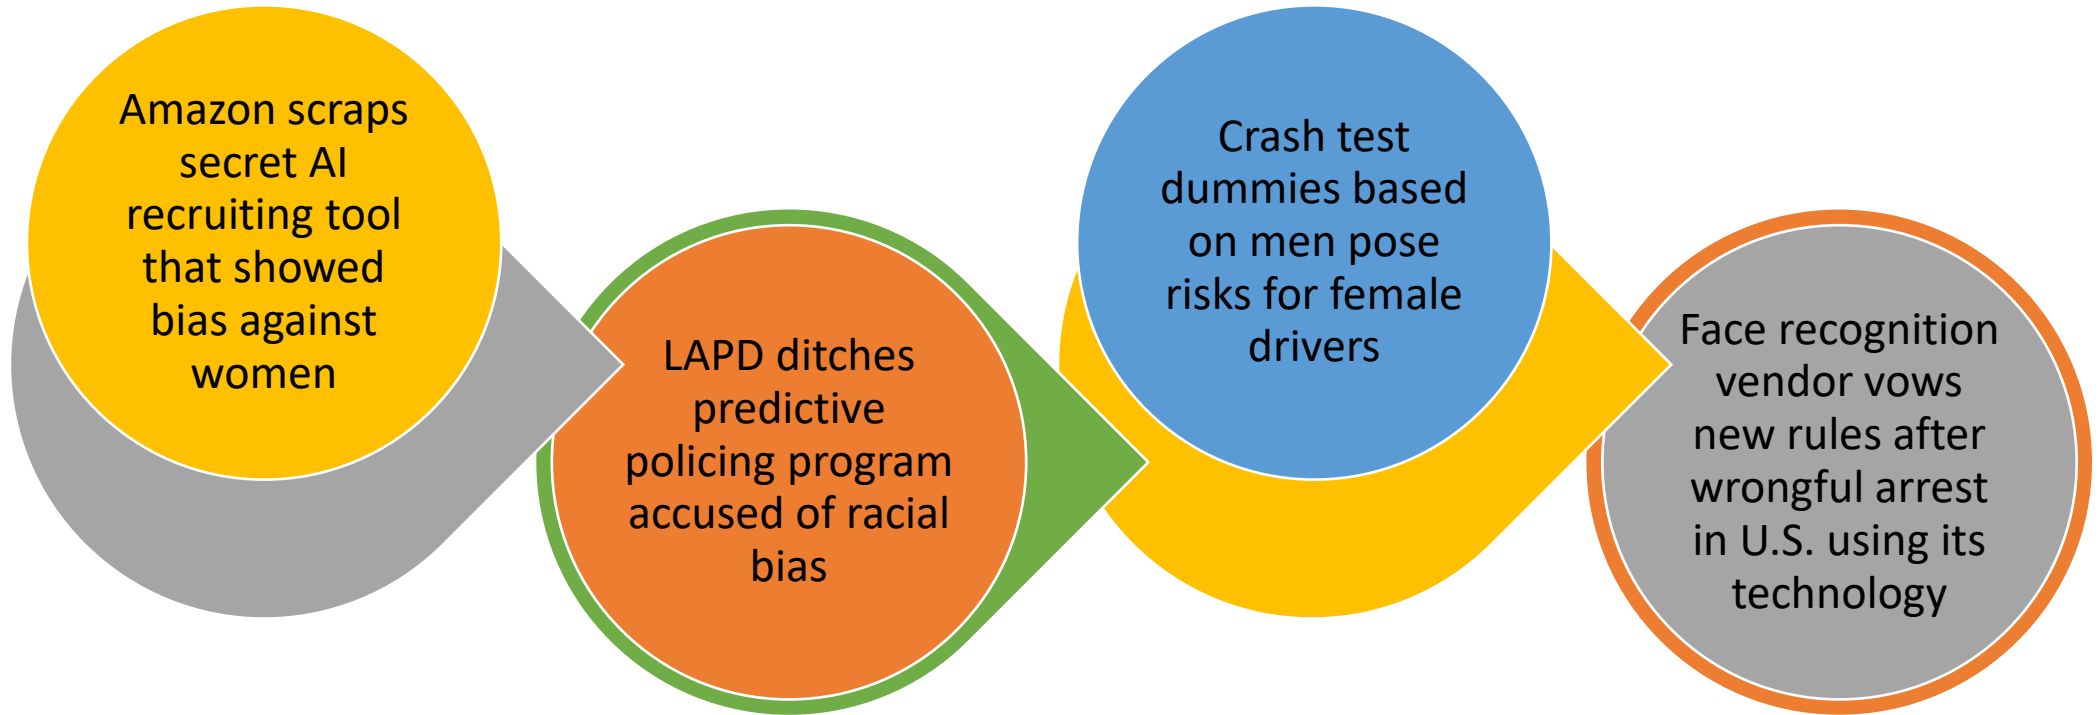 Amazon scraps
secret AI
recruiting tool
that showed
bias against
women
LAPD ditches
predictive
policing program
accused of racial
bias
Crash test
dummies based
on men pose
risks for female
drivers
Face recognition
vendor vows
new rules after
wrongful arrest
in U.S. using its
technology